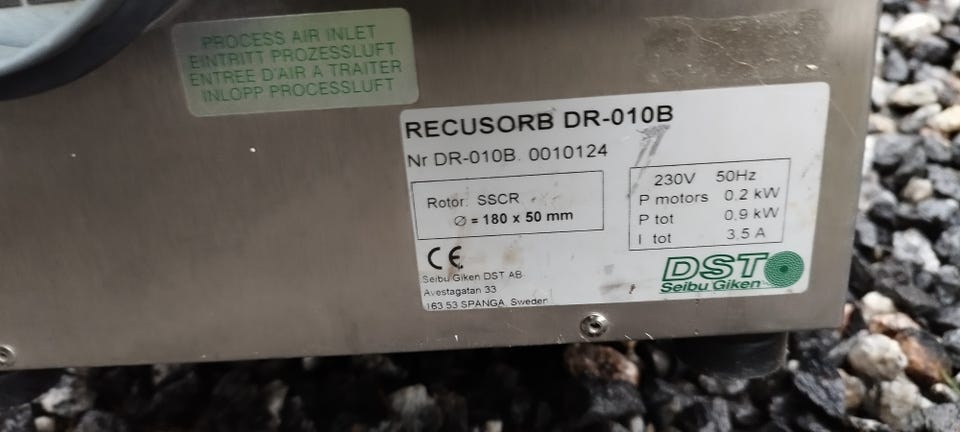 PROCESS AIR INLET
EINTRITT PROZESSLUFT
ENTREE D'AIR A TRAITER
INLOPP PROCESSLUFT
RECUSORB DR-010B
Nr DR-010B. 0010124
Rotor: SSCR
∅ = 180 x 50 mm
230V 50Hz
P motors 0.2 kW
P tot 0.9 kW
I tot 3.5 A
CE
Seibu Giken DST AB
Avestagatan 33
163 53 SPANGA, Sweden
DST
Seibu Giken